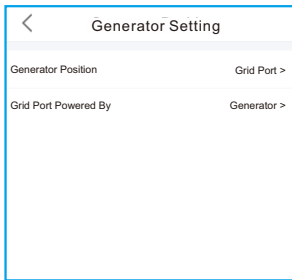 Generator Setting
Generator Position Grid Port >
Grid Port Powered By Generator >